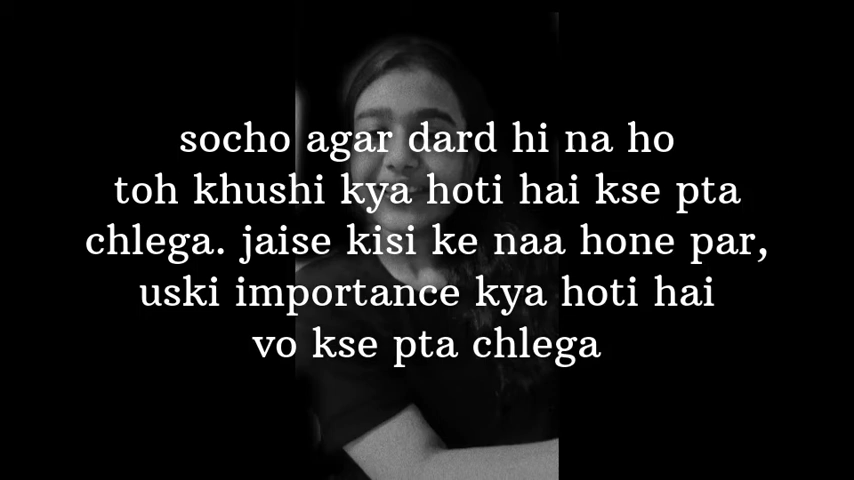 socho agar dard hi na ho
toh khushi kya hoti hai kse pta
chlega. jaise kisi ke naa hone par,
uski importance kya hoti hai
vo kse pta chlega